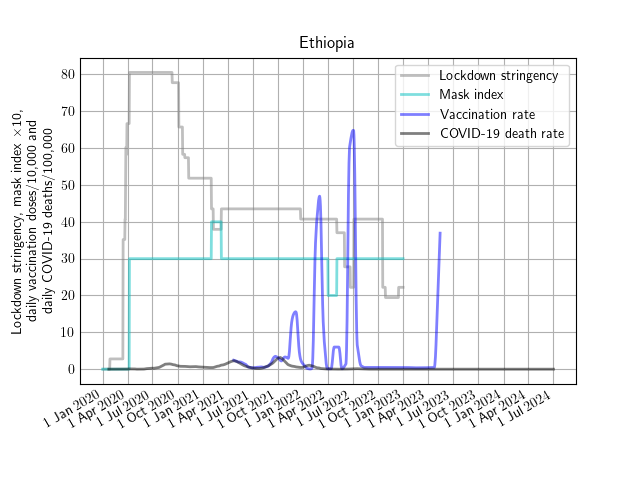 Ethiopia
Lockdown stringency
Mask index
Vaccination rate
COVID-19 death rate
Lockdown stringency, mask index ×10,
daily vaccination doses/10,000 and
daily COVID-19 deaths/100,000
80
70
60
50
40
30
20
10
0
1 Jan 2020
1 Apr 2020
1 Jul 2020
1 Oct 2020
1 Jan 2021
1 Apr 2021
1 Jul 2021
1 Oct 2021
1 Jan 2022
1 Apr 2022
1 Jul 2022
1 Oct 2022
1 Jan 2023
1 Apr 2023
1 Jul 2023
1 Oct 2023
1 Jan 2024
1 Apr 2024
1 Jul 2024